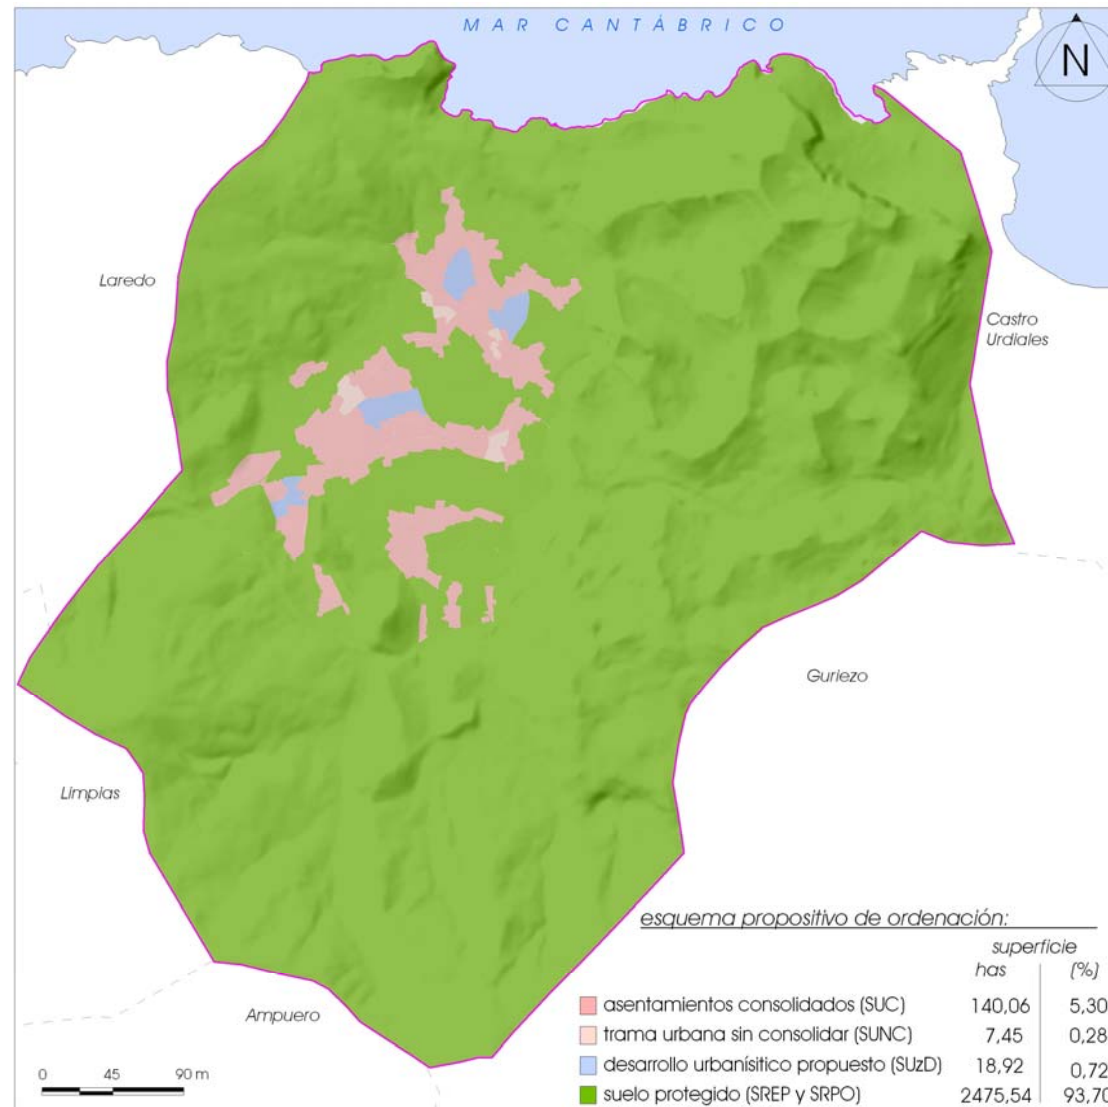 MAR CANTÁBRICO
N
Laredo
Castro
Urdiales
Guriezo
Limpias
Ampuero
0 45 90 m
esquema propositivo de ordenación:
superficie
has (%)
asentamientos consolidados (SUC) 140,06 5,30
trama urbana sin consolidar (SUNC) 7,45 0,28
desarrollo urbanísitico propuesto (SUzD) 18,92 0,72
suelo protegido (SREP y SRPO) 2475,54 93,70